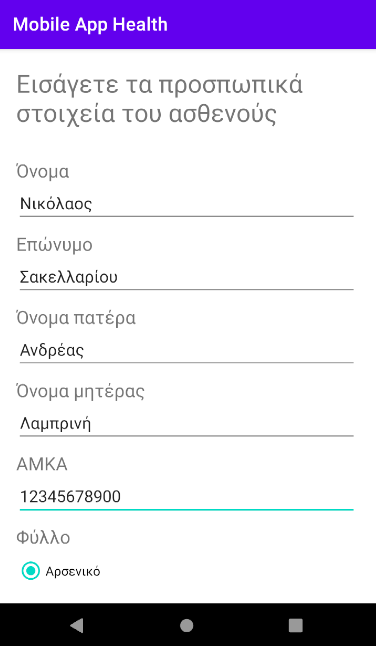 Mobile App Health
Εισάγετε τα προσπωπικά
στοιχεία του ασθενούς
Όνομα
Νικόλαος
Επώνυμο
Σακελλαρίου
Όνομα πατέρα
Ανδρέας
Όνομα μητέρας
Λαμπρινή
ΑΜΚΑ
12345678900
Φύλλο
Αρσενικό